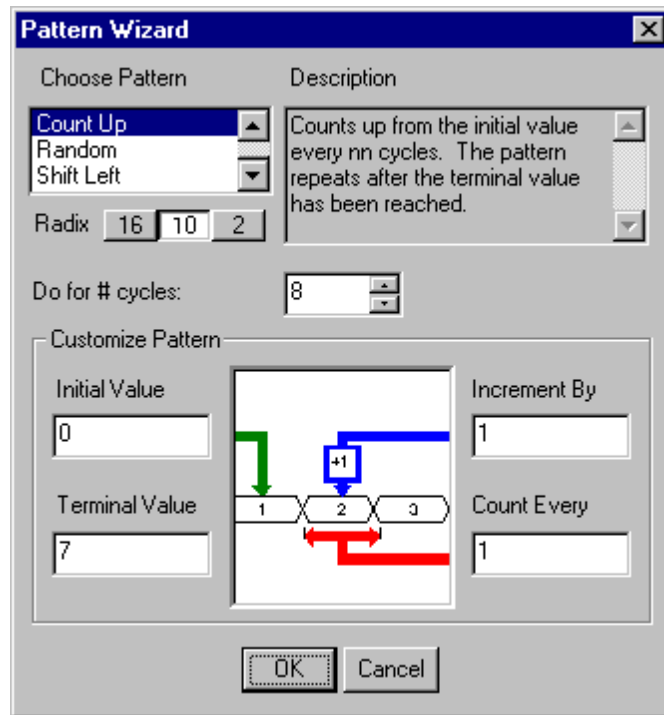 Pattern Wizard
Choose Pattern
Description
Count Up
Random
Shift Left
Counts up from the initial value
every nn cycles.  The pattern
repeats after the terminal value
has been reached.
Radix 16 10 2
Do for # cycles: 8
Customize Pattern
Initial Value
0
Increment By
1
+1
1 2 3
Terminal Value
7
Count Every
1
OK Cancel